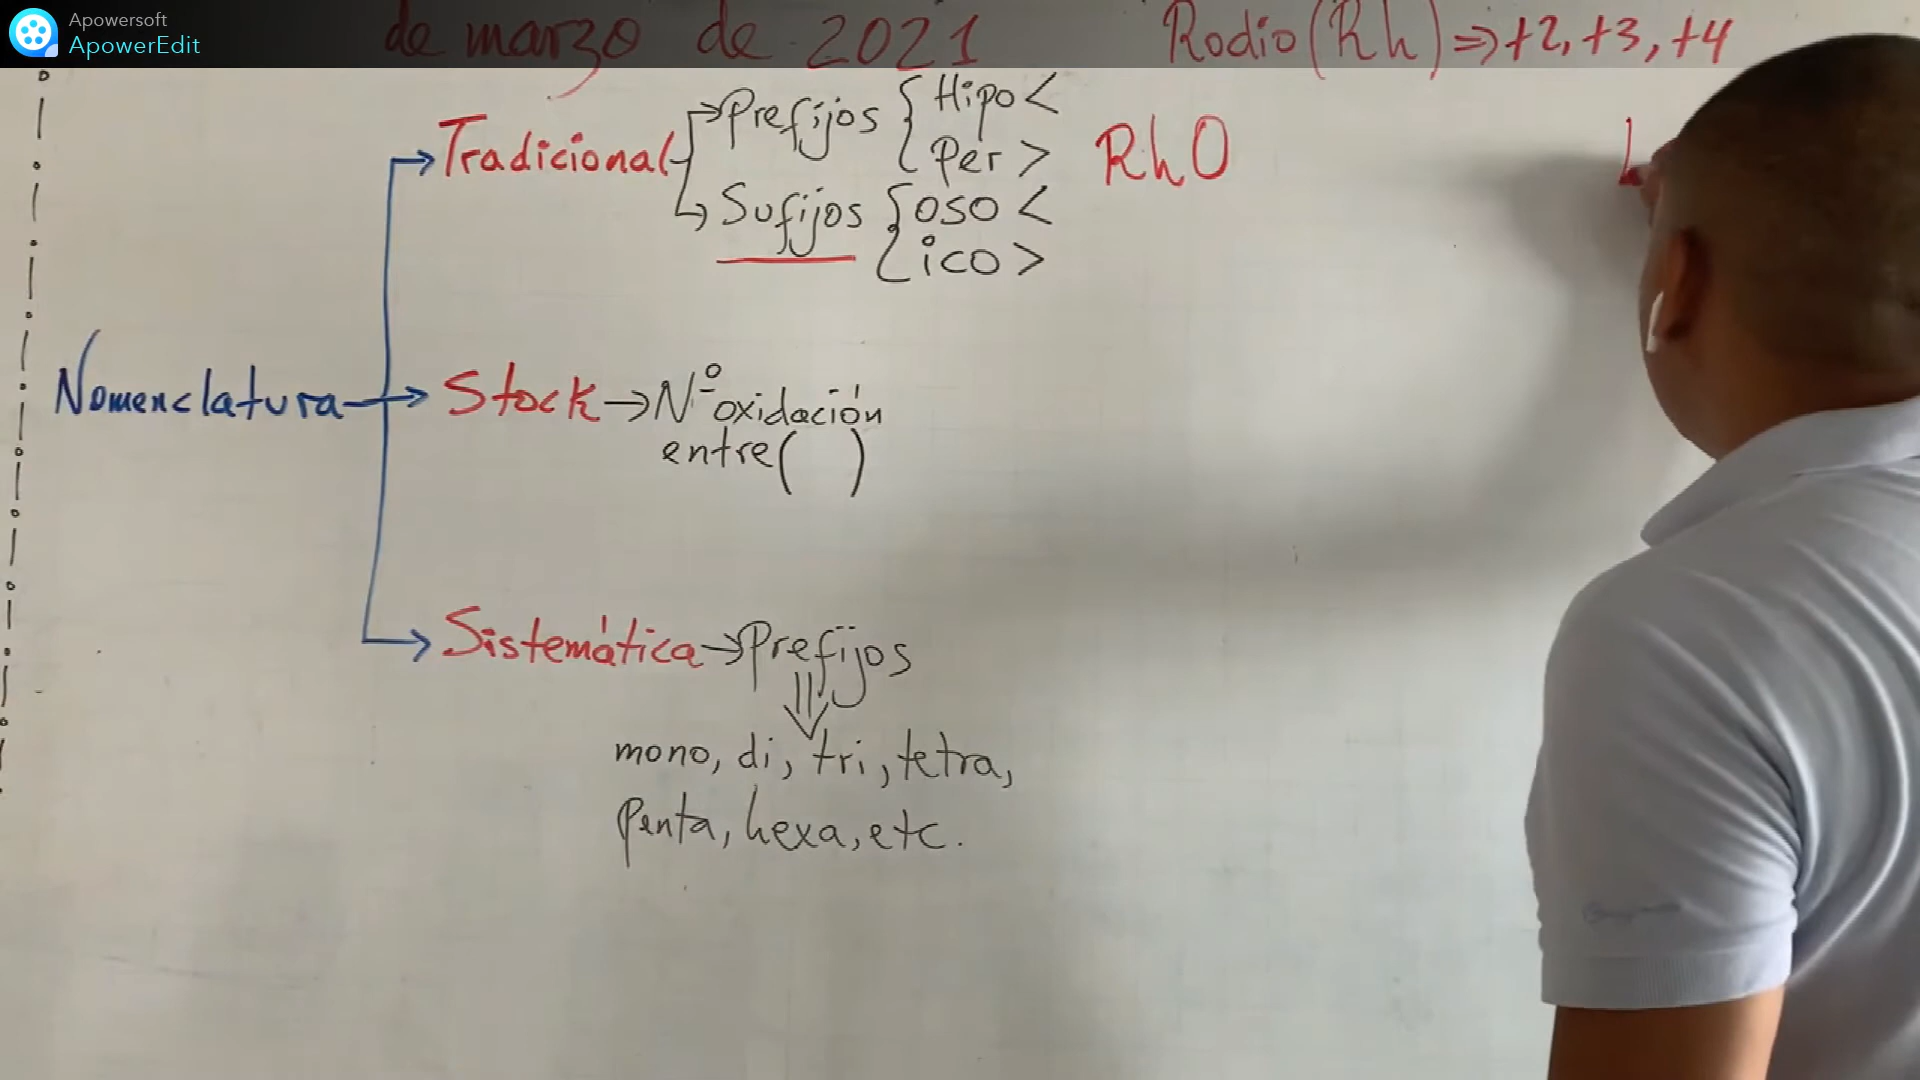 Apowersoft
ApowerEdit
de marzo de 2021
Rodio (Rh) ⇒ +2, +3, +4
Nomenclatura
Tradicional
Prefijos { Hipo <
Per >
Sufijos { oso <
ico >
RhO
Stock → Nº oxidación
entre ( )
Sistemática → Prefijos
mono, di, tri, tetra,
penta, hexa, etc.